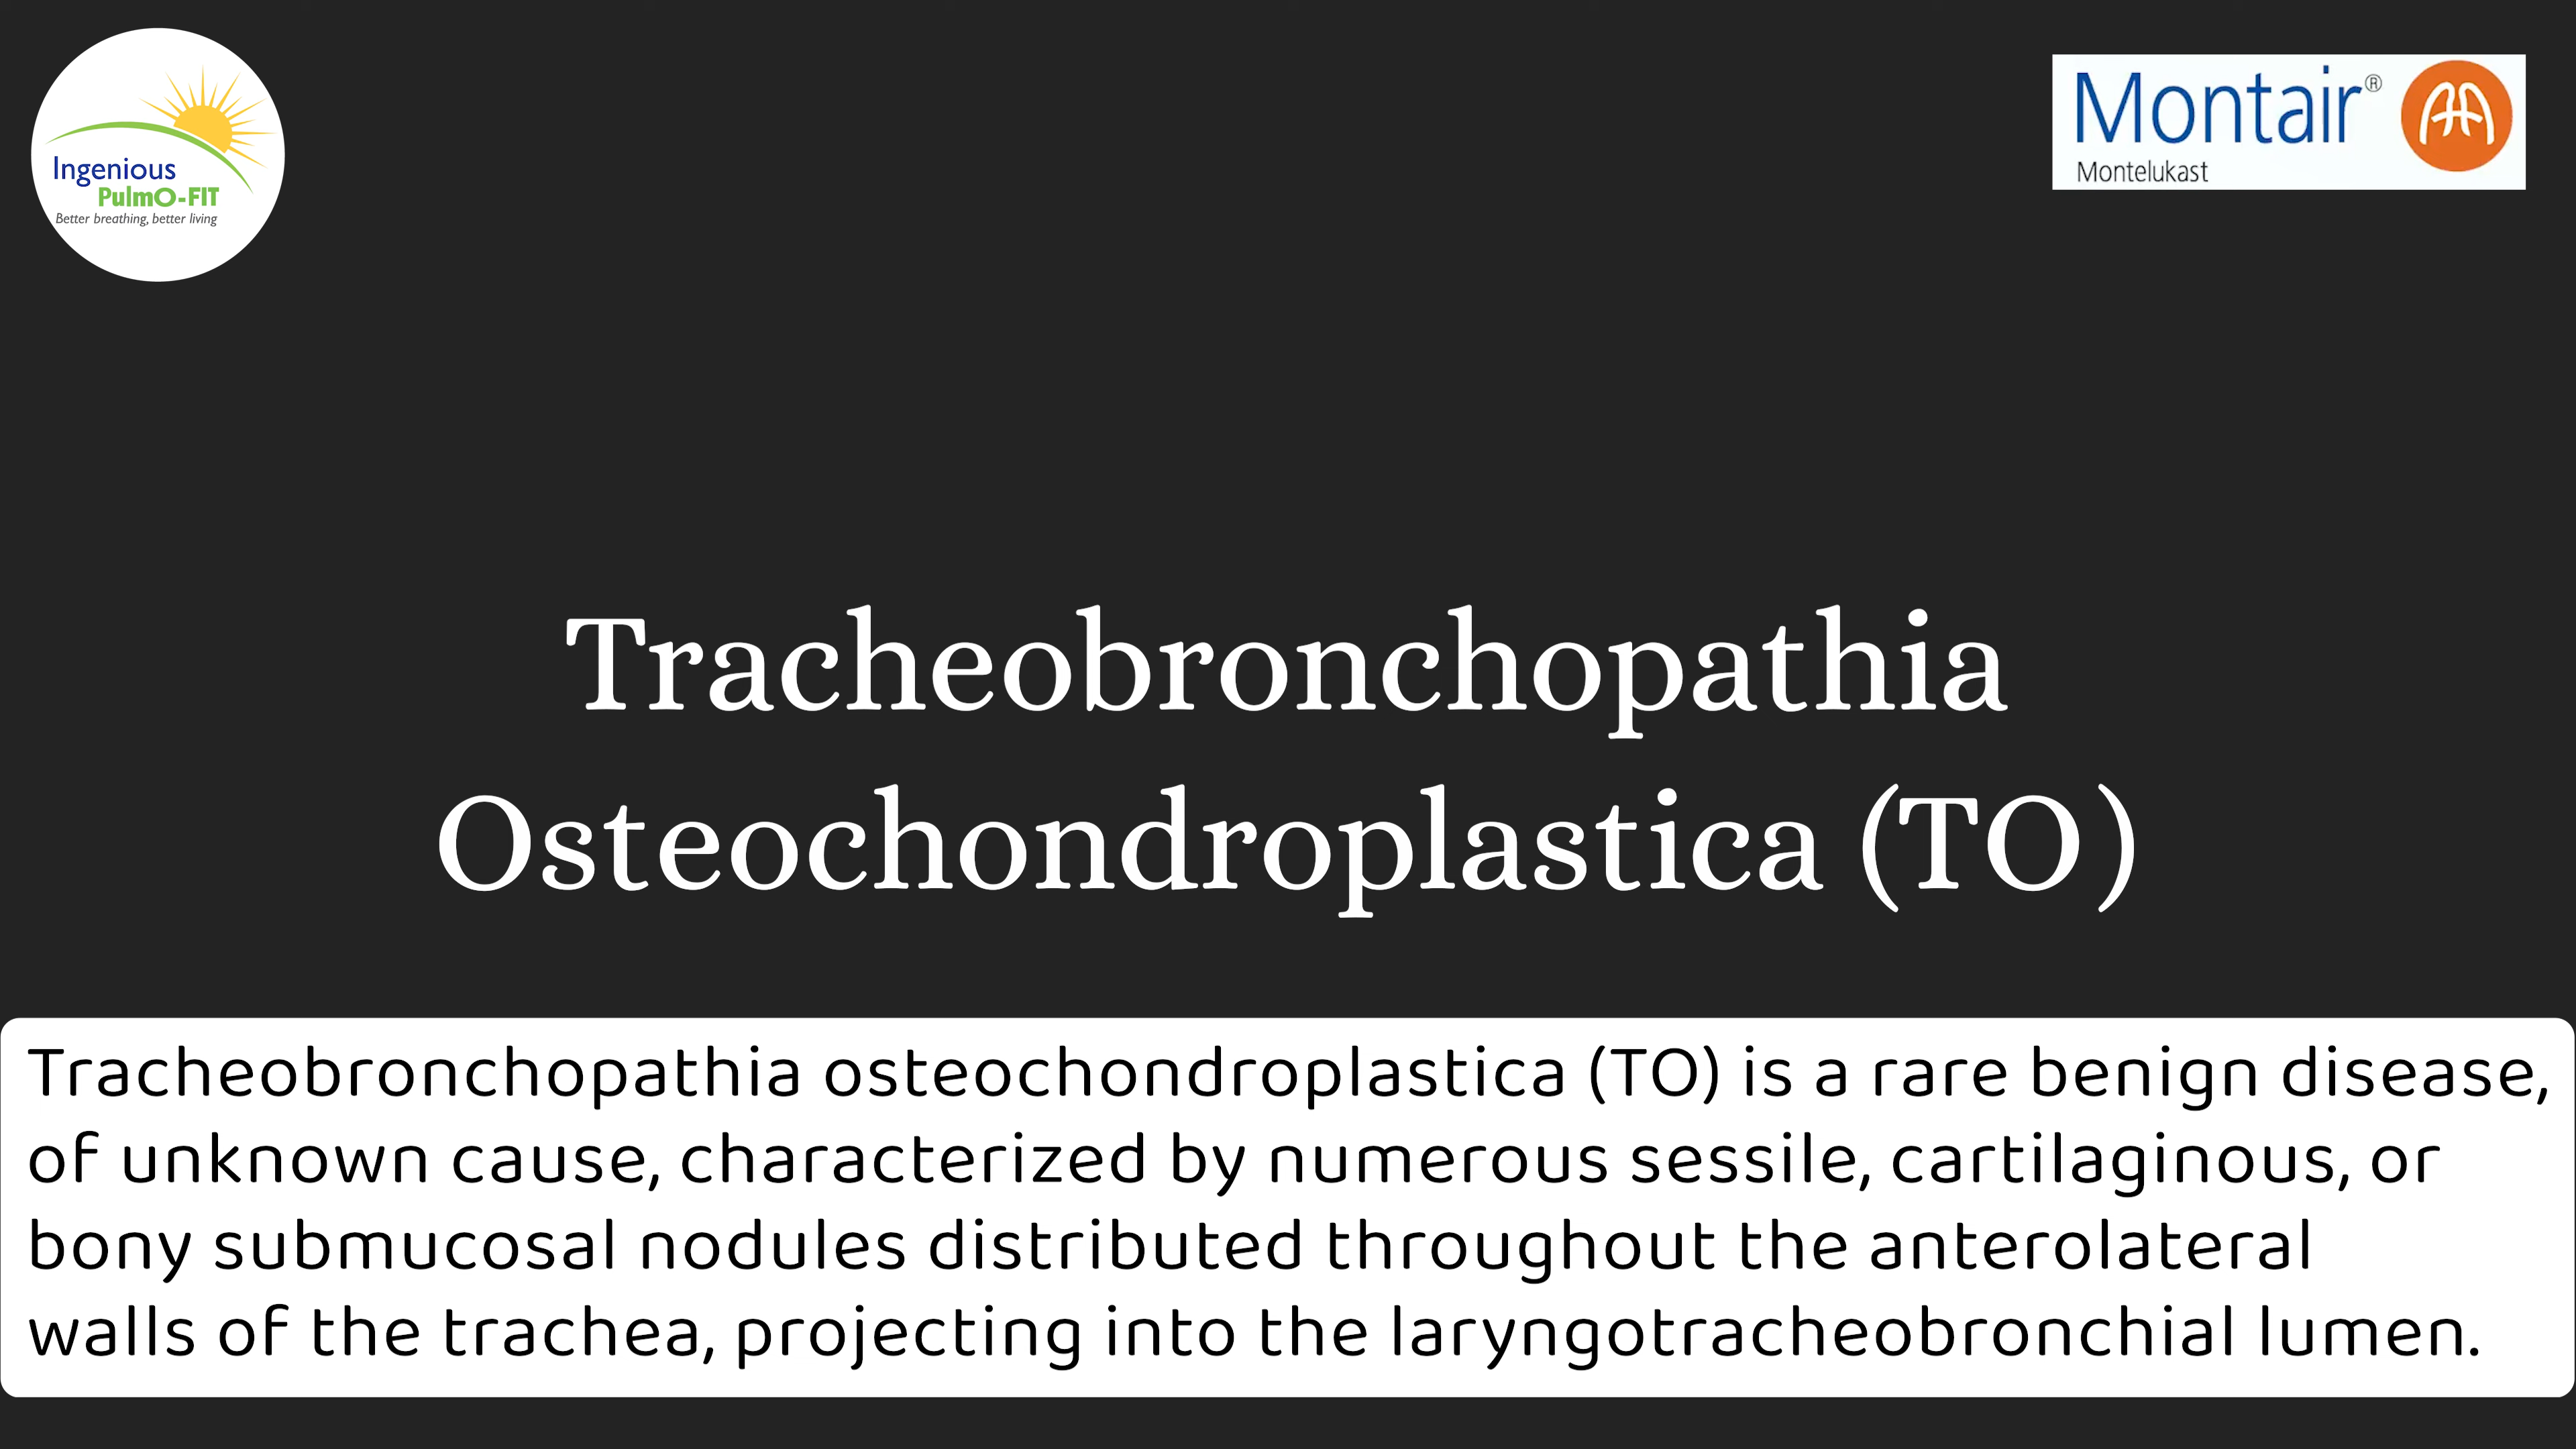 Ingenious
PulmO-FIT
Better breathing, better living
Montair®
Montelukast
Tracheobronchopathia
Osteochondroplastica (TO)
Tracheobronchopathia osteochondroplastica (TO) is a rare benign disease,
of unknown cause, characterized by numerous sessile, cartilaginous, or
bony submucosal nodules distributed throughout the anterolateral
walls of the trachea, projecting into the laryngotracheobronchial lumen.